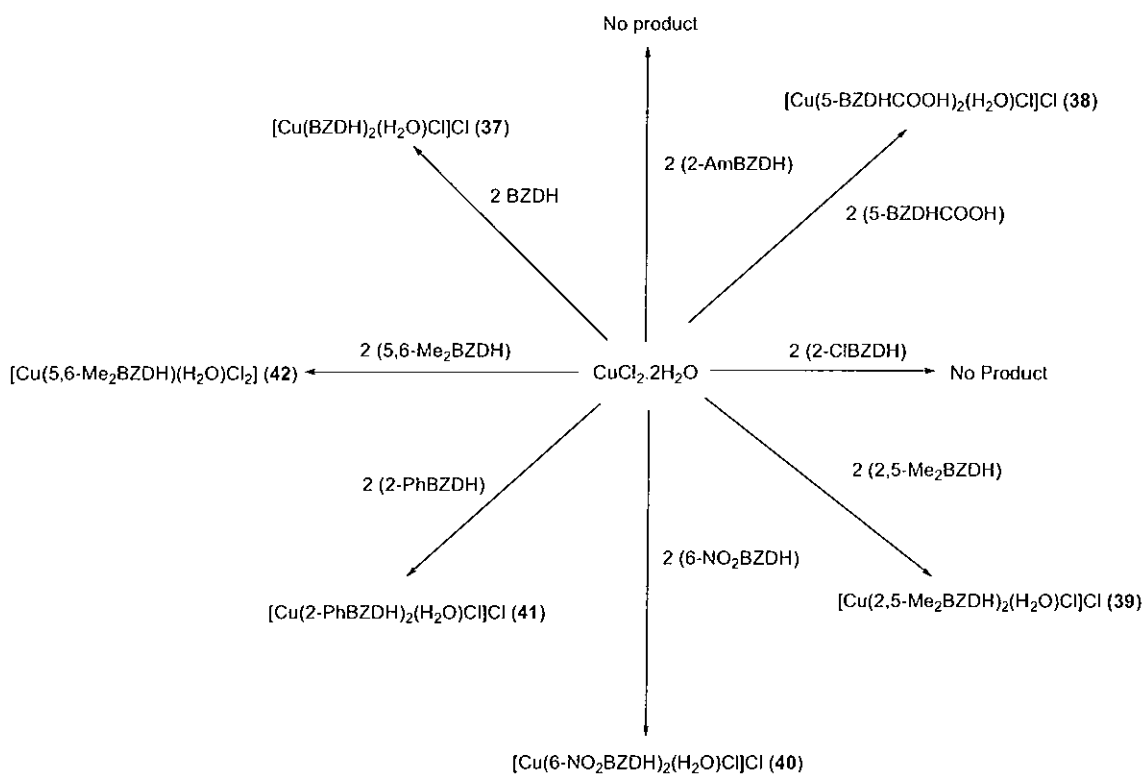 No product
[Cu(5-BZDHCOOH)₂(H₂O)Cl]Cl (38)
[Cu(BZDH)₂(H₂O)Cl]Cl (37)
2 (2-AmBZDH)
2 BZDH
2 (5-BZDHCOOH)
2 (5,6-Me₂BZDH)
2 (2-ClBZDH)
[Cu(5,6-Me₂BZDH)(H₂O)Cl₂] (42)
CuCl₂.2H₂O
No Product
2 (2,5-Me₂BZDH)
2 (2-PhBZDH)
2 (6-NO₂BZDH)
[Cu(2-PhBZDH)₂(H₂O)Cl]Cl (41)
[Cu(2,5-Me₂BZDH)₂(H₂O)Cl]Cl (39)
[Cu(6-NO₂BZDH)₂(H₂O)Cl]Cl (40)